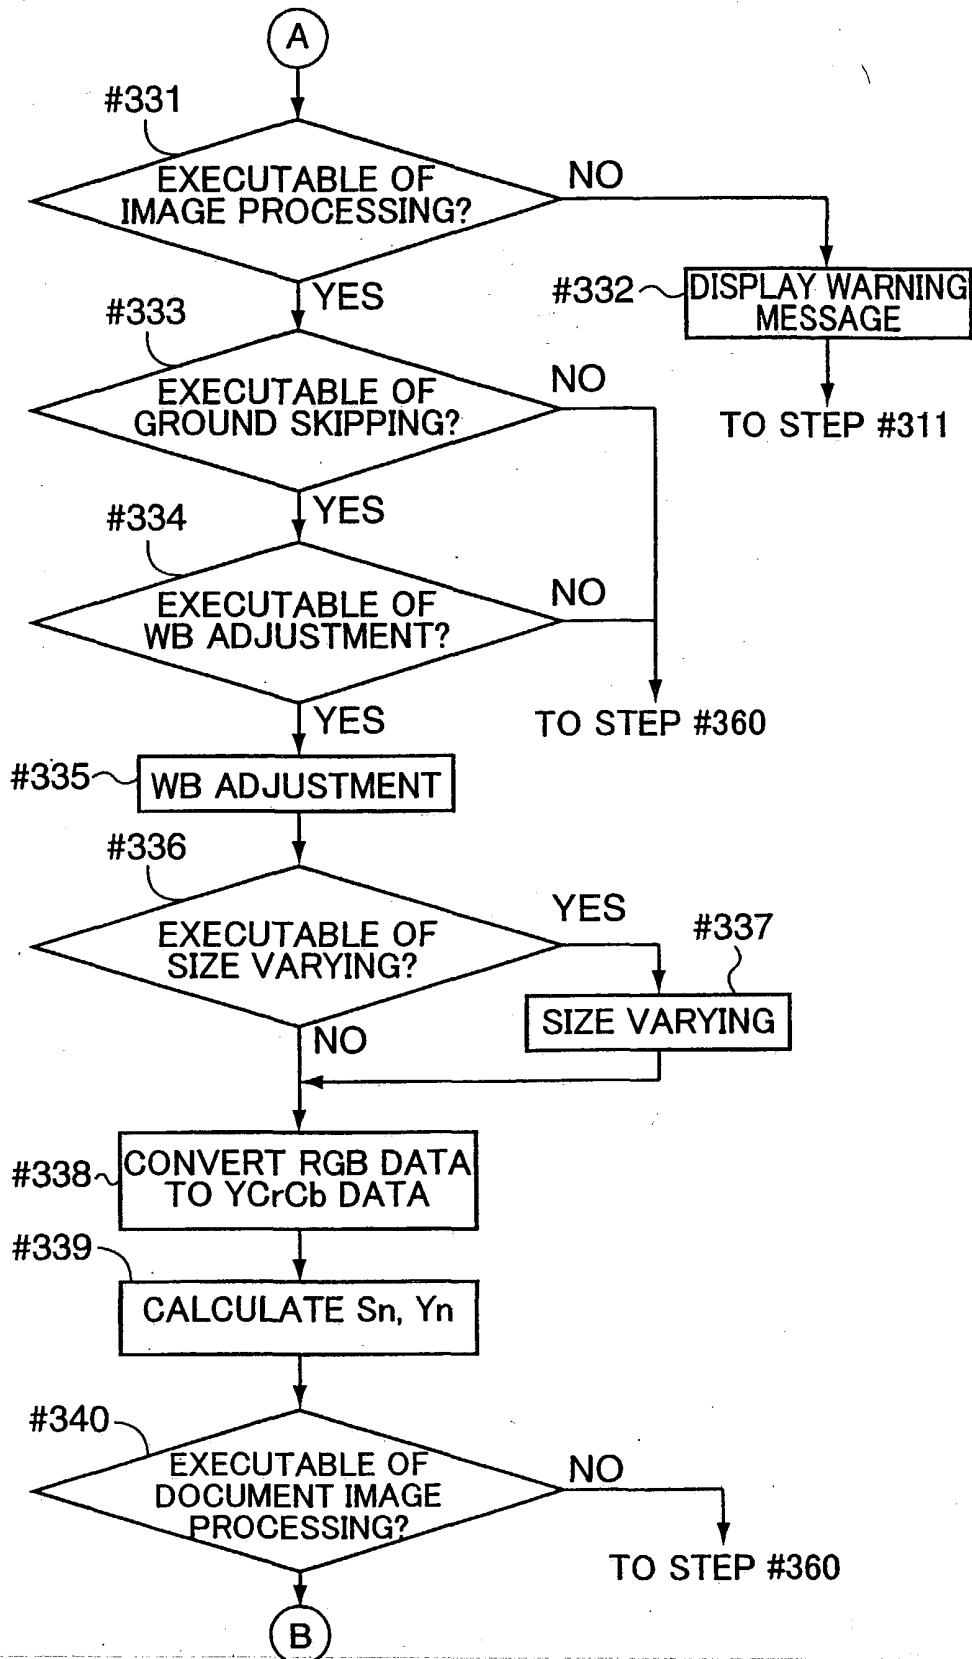 A
#331
EXECUTABLE OF
IMAGE PROCESSING?
NO
#332
DISPLAY WARNING
MESSAGE
TO STEP #311
YES
#333
EXECUTABLE OF
GROUND SKIPPING?
NO
YES
#334
EXECUTABLE OF
WB ADJUSTMENT?
NO
TO STEP #360
YES
#335
WB ADJUSTMENT
#336
EXECUTABLE OF
SIZE VARYING?
YES
#337
SIZE VARYING
NO
#338
CONVERT RGB DATA
TO YCrCb DATA
#339
CALCULATE Sn, Yn
#340
EXECUTABLE OF
DOCUMENT IMAGE
PROCESSING?
NO
TO STEP #360
B